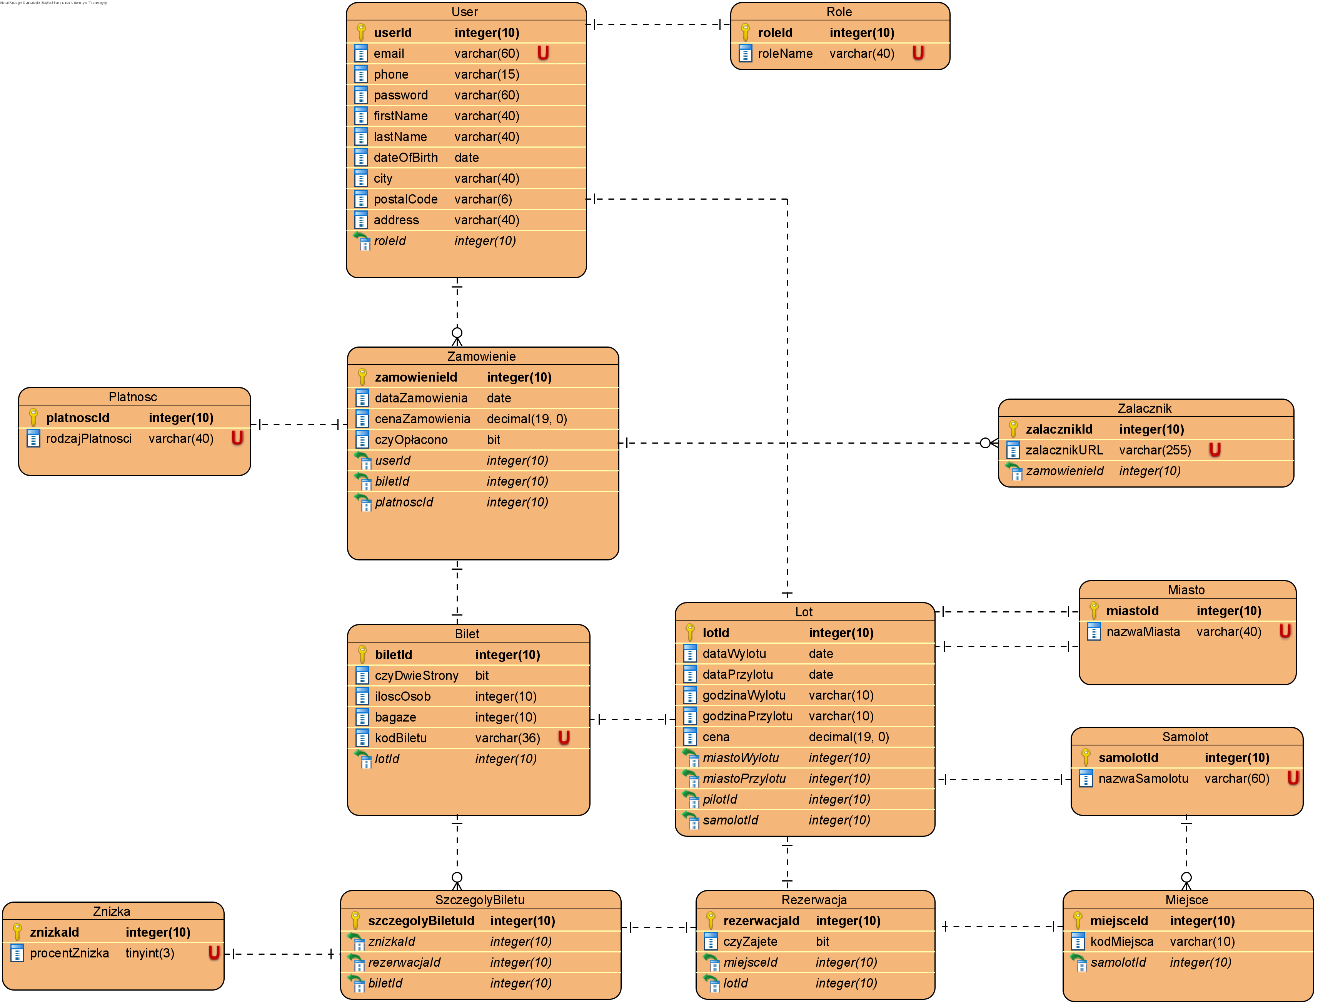 User
userId integer(10)
email varchar(60) U
phone varchar(15)
password varchar(60)
firstName varchar(40)
lastName varchar(40)
dateOfBirth date
city varchar(40)
postalCode varchar(6)
address varchar(40)
roleId integer(10)
Role
roleId integer(10)
roleName varchar(40) U
Zamowienie
zamowienieId integer(10)
dataZamowienia date
cenaZamowienia decimal(19, 0)
czyOpłacono bit
userId integer(10)
biletId integer(10)
platnoscId integer(10)
Platnosc
platnoscId integer(10)
rodzajPlatnosci varchar(40) U
Zalacznik
zalacznikId integer(10)
zalacznikURL varchar(255) U
zamowienieId integer(10)
Miasto
miastoId integer(10)
nazwaMiasta varchar(40) U
Lot
lotId integer(10)
dataWylotu date
dataPrzylotu date
godzinaWylotu varchar(10)
godzinaPrzylotu varchar(10)
cena decimal(19, 0)
miastoWylotu integer(10)
miastoPrzylotu integer(10)
pilotId integer(10)
samolotId integer(10)
Bilet
biletId integer(10)
czyDwieStrony bit
iloscOsob integer(10)
bagaze integer(10)
kodBiletu varchar(36) U
lotId integer(10)
Samolot
samolotId integer(10)
nazwaSamolotu varchar(60) U
Znizka
znizkaId integer(10)
procentZnizka tinyint(3) U
SzczegolyBiletu
szczegolyBiletuId integer(10)
znizkaId integer(10)
rezerwacjaId integer(10)
biletId integer(10)
Rezerwacja
rezerwacjaId integer(10)
czyZajete bit
miejsceId integer(10)
lotId integer(10)
Miejsce
miejsceId integer(10)
kodMiejsca varchar(10)
samolotId integer(10)